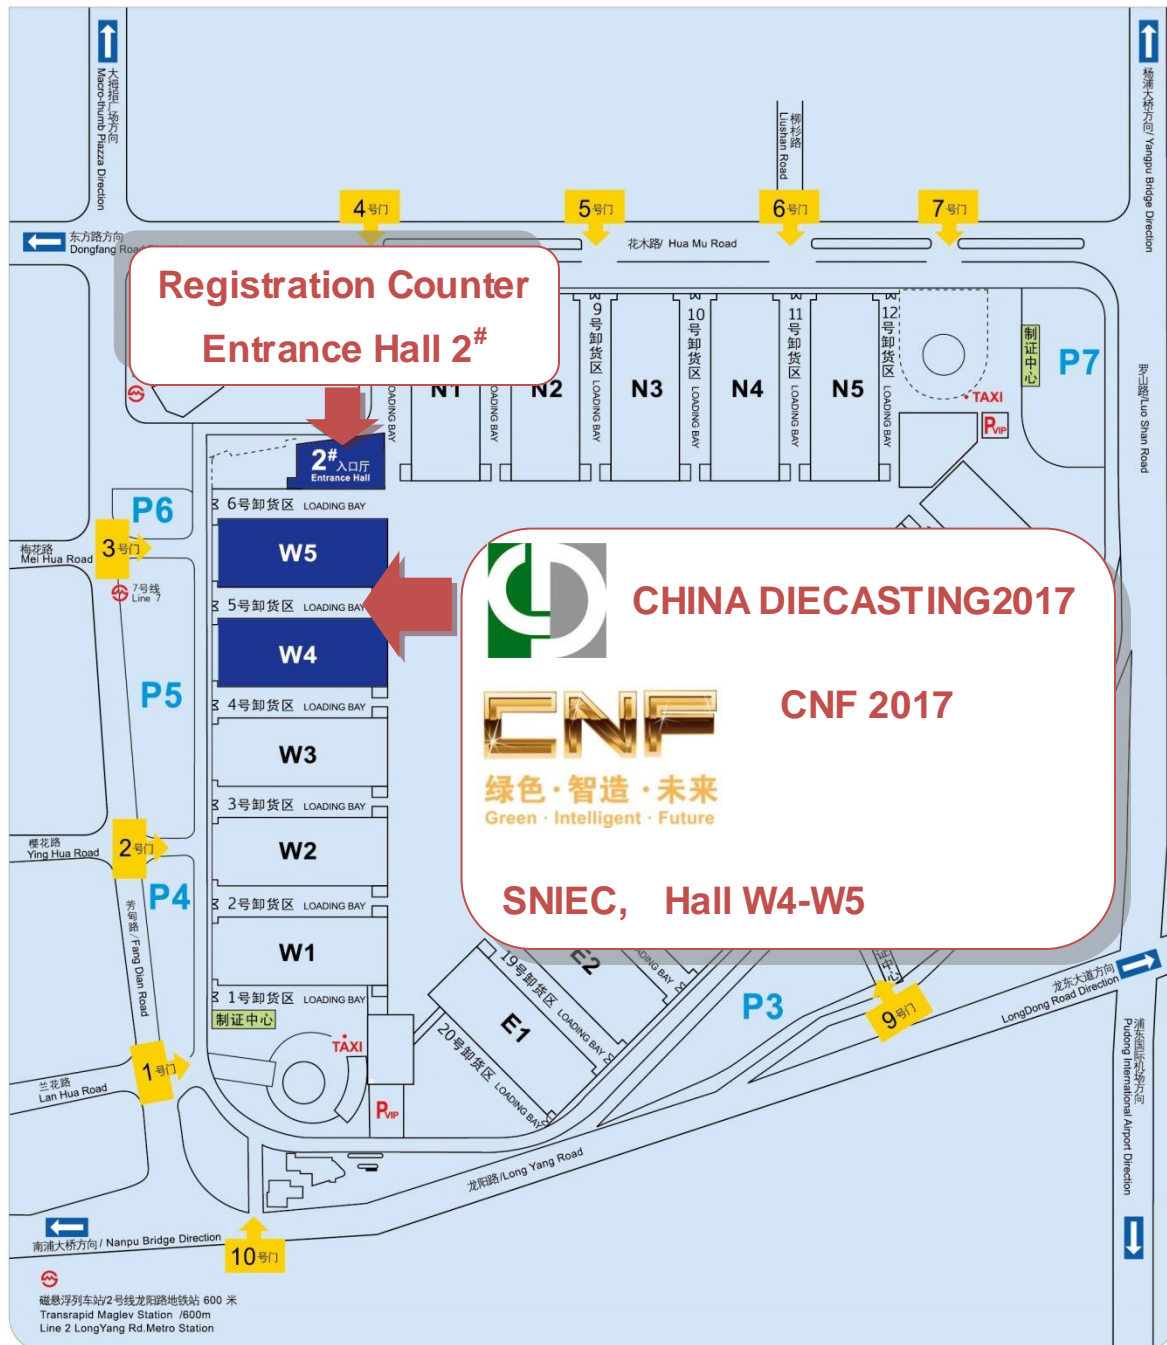 大拇指广场方向
Macro-thumb Plazza Direction
杨浦大桥方向/ Yangpu Bridge Direction
柳杉路
Liushan Road
4号门
5号门
6号门
7号门
东方路方向
Dongfang Road
花木路/ Hua Mu Road
Registration Counter
Entrance Hall 2#
N1
N2
N3
N4
N5
LOADING BAY
LOADING BAY
9号卸货区 LOADING BAY
10号卸货区 LOADING BAY
11号卸货区 LOADING BAY
12号卸货区 LOADING BAY
制证中心
P7
TAXI
PVIP
罗山路/Luo Shan Road
2#入口厅
Entrance Hall
6号卸货区 LOADING BAY
P6
3号门
梅花路
Mei Hua Road
7号线
Line 7
W5
5号卸货区 LOADING BAY
W4
CHINA DIECASTING2017
CNF
CNF 2017
绿色·智造·未来
Green · Intelligent · Future
SNIEC, Hall W4-W5
P5
4号卸货区 LOADING BAY
W3
3号卸货区 LOADING BAY
2号门
樱花路
Ying Hua Road
W2
P4
2号卸货区 LOADING BAY
芳甸路/Fang Dian Road
W1
1号卸货区 LOADING BAY
制证中心
E2
LOADING BAY
19号卸货区 LOADING BAY
E1
20号卸货区 LOADING BAY
P3
9号门
龙东大道方向
LongDong Road Direction
浦东国际机场方向
Pudong International Airport Direction
TAXI
PVIP
1号门
兰花路
Lan Hua Road
龙阳路/Long Yang Road
南浦大桥方向/ Nanpu Bridge Direction
10号门
磁悬浮列车站/2号线龙阳路地铁站 600 米
Transrapid Maglev Station /600m
Line 2 LongYang Rd.Metro Station